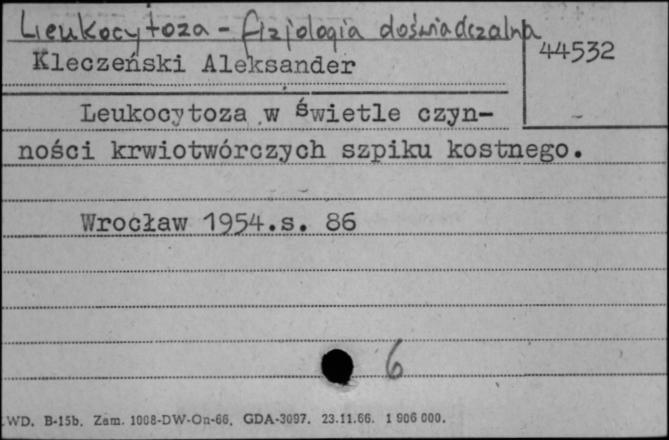 Leukocytoza - fizjologia doświadczalna
44532
Kleczeński Aleksander
Leukocytoza w świetle czyn-
ności krwiotwórczych szpiku kostnego.
Wrocław 1954.s. 86
6
WD. B-15b. Zam. 1008-DW-On-66. GDA-3097. 23.11.66. 1 906 000.